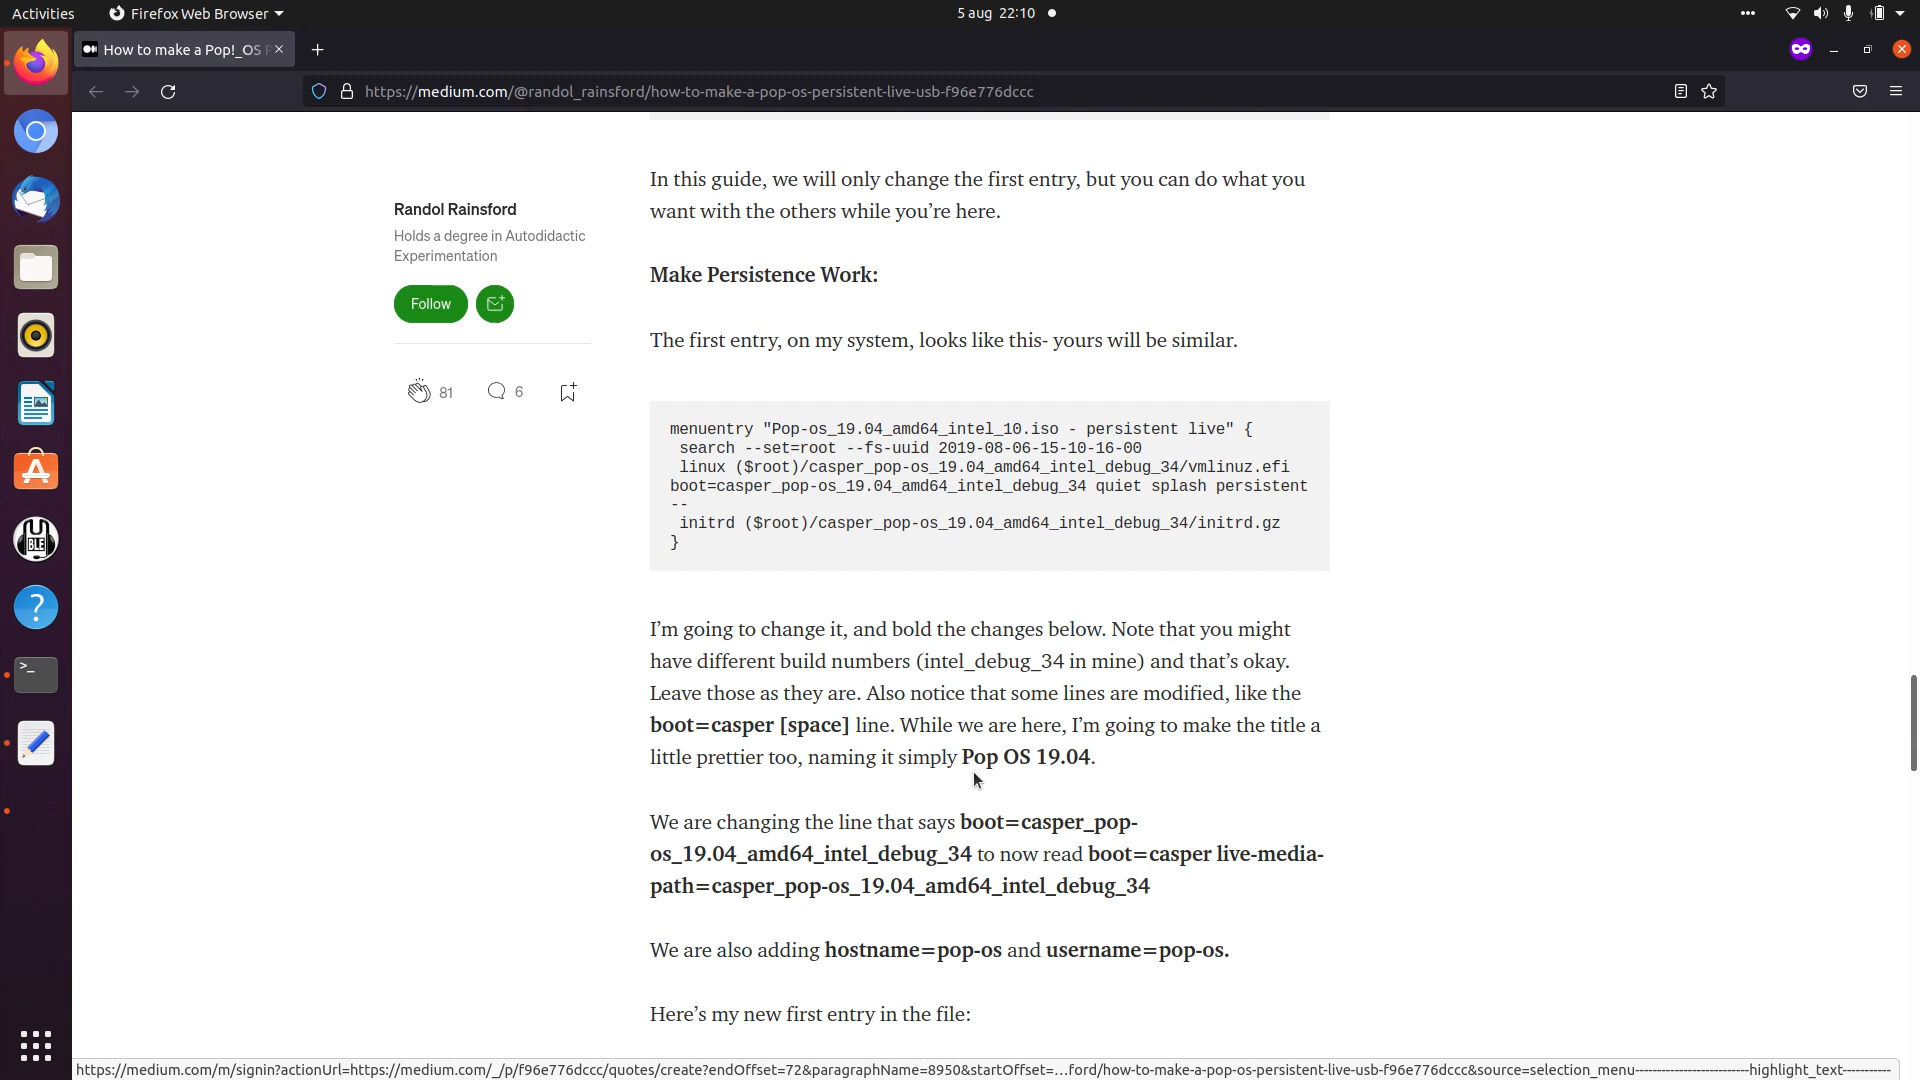 Activities
Firefox Web Browser
5 aug 22:10
How to make a Pop!_OS
https://medium.com/@randol_rainsford/how-to-make-a-pop-os-persistent-live-usb-f96e776dccc
In this guide, we will only change the first entry, but you can do what you
want with the others while you’re here.
Randol Rainsford
Holds a degree in Autodidactic
Experimentation
Follow
81
6
Make Persistence Work:
The first entry, on my system, looks like this- yours will be similar.
menuentry "Pop-os_19.04_amd64_intel_10.iso - persistent live" {
search --set=root --fs-uuid 2019-08-06-15-10-16-00
linux ($root)/casper_pop-os_19.04_amd64_intel_debug_34/vmlinuz.efi
boot=casper_pop-os_19.04_amd64_intel_debug_34 quiet splash persistent
--
initrd ($root)/casper_pop-os_19.04_amd64_intel_debug_34/initrd.gz
}
I’m going to change it, and bold the changes below. Note that you might
have different build numbers (intel_debug_34 in mine) and that’s okay.
Leave those as they are. Also notice that some lines are modified, like the
boot=casper [space] line. While we are here, I’m going to make the title a
little prettier too, naming it simply Pop OS 19.04.
We are changing the line that says boot=casper_pop-
os_19.04_amd64_intel_debug_34 to now read boot=casper live-media-
path=casper_pop-os_19.04_amd64_intel_debug_34
We are also adding hostname=pop-os and username=pop-os.
Here’s my new first entry in the file:
https://medium.com/m/signin?actionUrl=https://medium.com/_/p/f96e776dccc/quotes/create?endOffset=72&paragraphName=8950&startOffset=…ford/how-to-make-a-pop-os-persistent-live-usb-f96e776dccc&source=selection_menu--------------------------highlight_text-----------